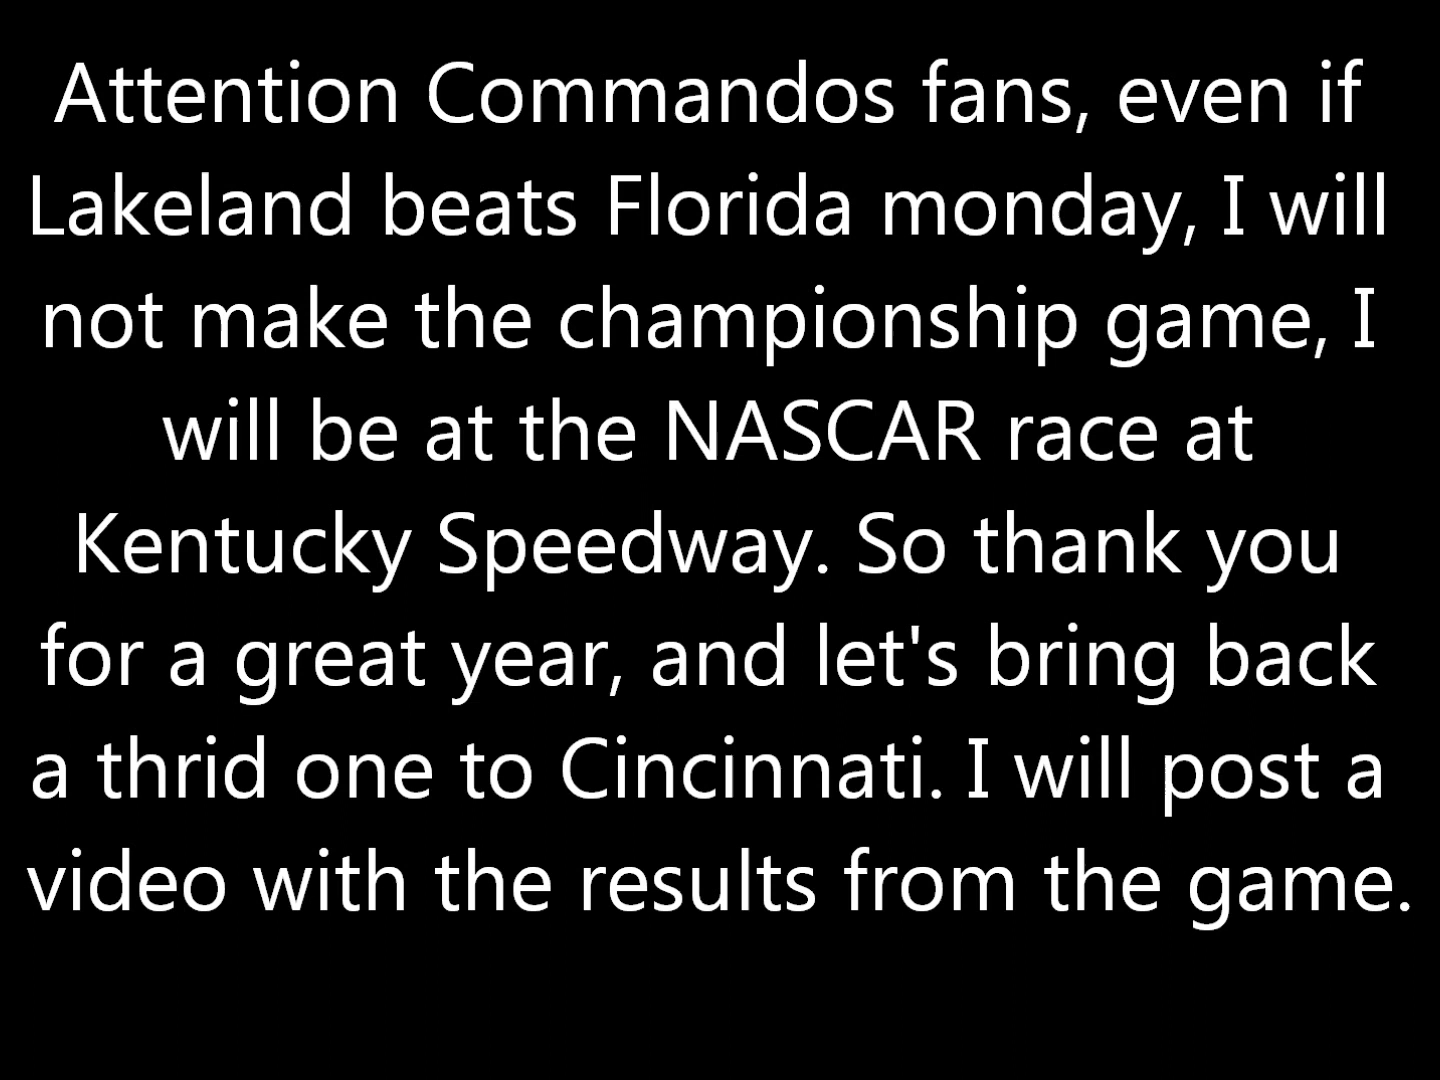 Attention Commandos fans, even if
Lakeland beats Florida monday, I will
not make the championship game, I
will be at the NASCAR race at
Kentucky Speedway. So thank you
for a great year, and let's bring back
a thrid one to Cincinnati. I will post a
video with the results from the game.